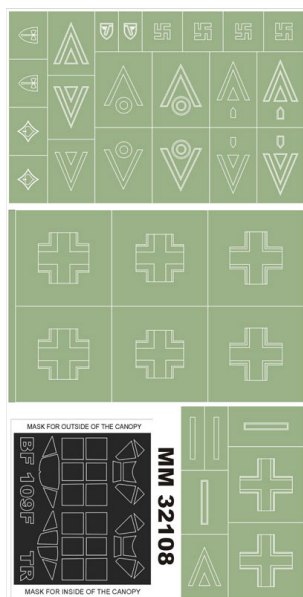 MASK FOR OUTSIDE OF THE CANOPY
BF 109F
TR
MASK FOR INSIDE OF THE CANOPY
MM 32108